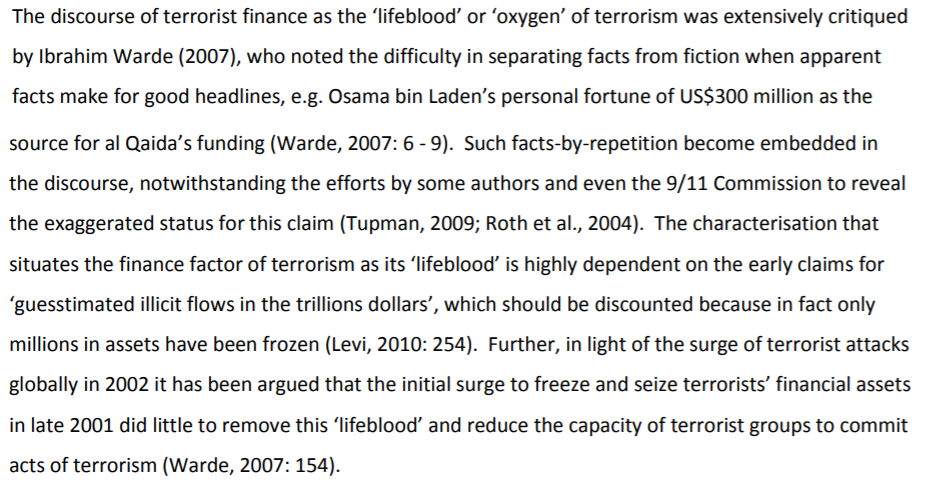 The discourse of terrorist finance as the ‘lifeblood’ or ‘oxygen’ of terrorism was extensively critiqued
by Ibrahim Warde (2007), who noted the difficulty in separating facts from fiction when apparent
facts make for good headlines, e.g. Osama bin Laden’s personal fortune of US$300 million as the
source for al Qaida’s funding (Warde, 2007: 6 - 9). Such facts-by-repetition become embedded in
the discourse, notwithstanding the efforts by some authors and even the 9/11 Commission to reveal
the exaggerated status for this claim (Tupman, 2009; Roth et al., 2004). The characterisation that
situates the finance factor of terrorism as its ‘lifeblood’ is highly dependent on the early claims for
‘guesstimated illicit flows in the trillions dollars’, which should be discounted because in fact only
millions in assets have been frozen (Levi, 2010: 254). Further, in light of the surge of terrorist attacks
globally in 2002 it has been argued that the initial surge to freeze and seize terrorists’ financial assets
in late 2001 did little to remove this ‘lifeblood’ and reduce the capacity of terrorist groups to commit
acts of terrorism (Warde, 2007: 154).